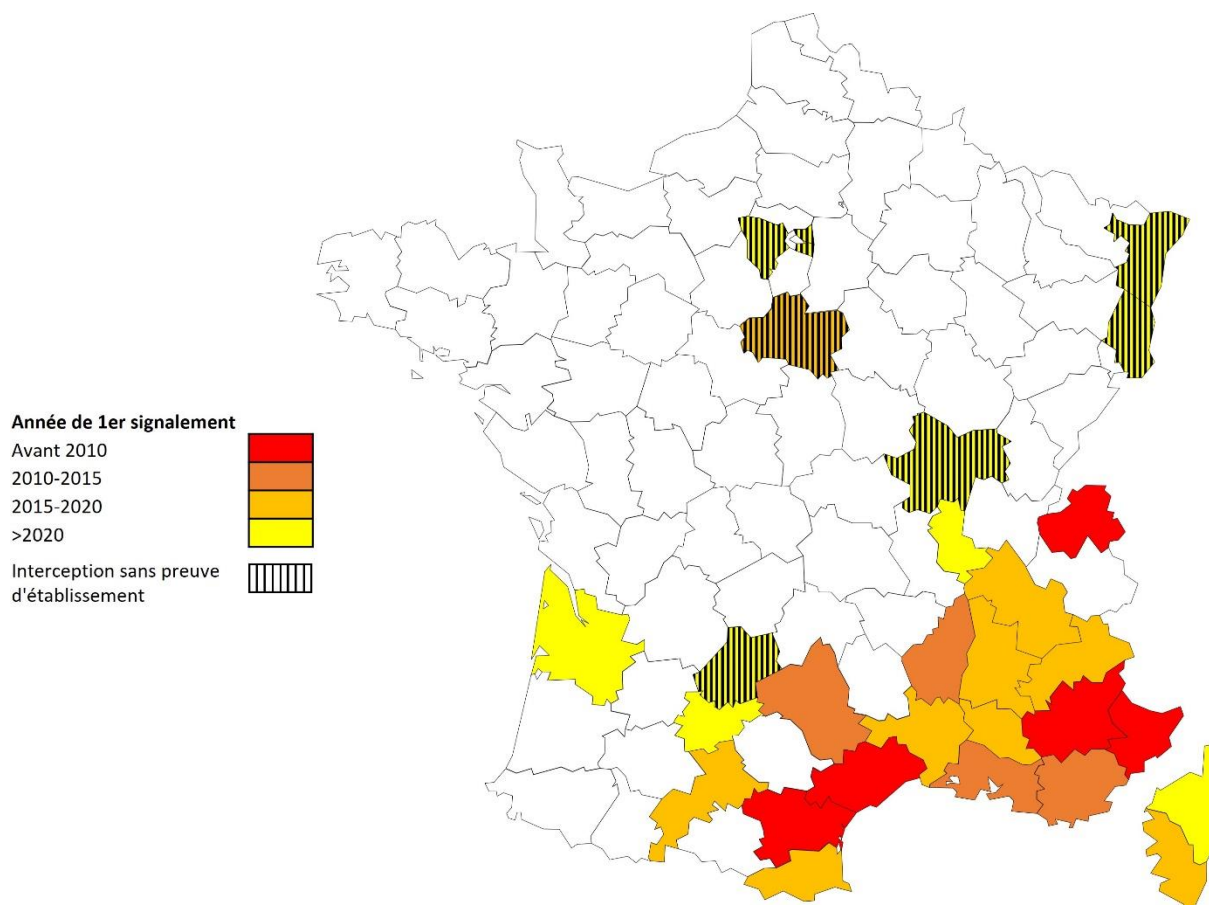 Année de 1er signalement
Avant 2010
2010-2015
2015-2020
>2020
Interception sans preuve
d'établissement